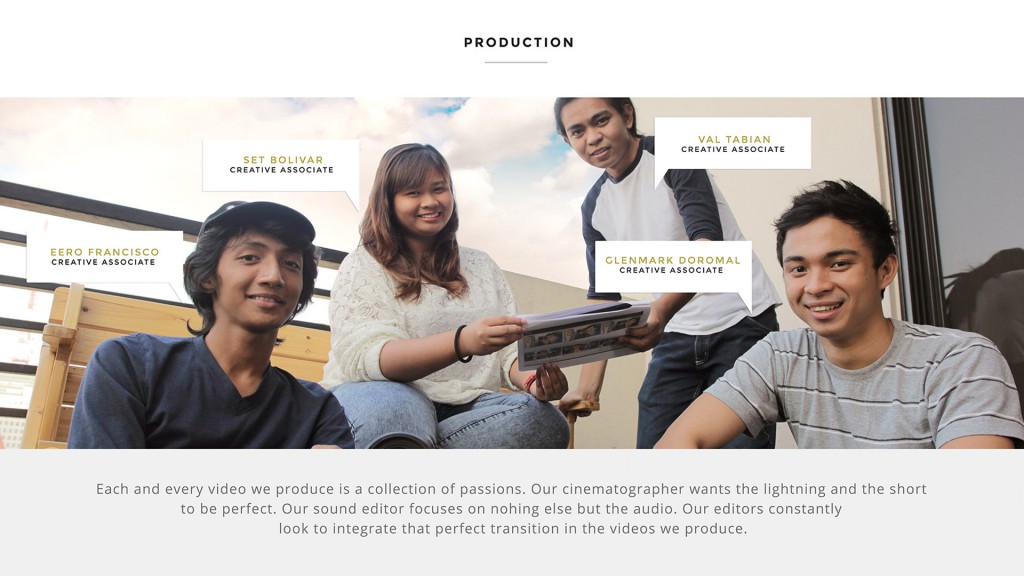 PRODUCTION
SET BOLIVAR
CREATIVE ASSOCIATE
VAL TABIAN
CREATIVE ASSOCIATE
EERO FRANCISCO
CREATIVE ASSOCIATE
GLENMARK DOROMAL
CREATIVE ASSOCIATE
Each and every video we produce is a collection of passions. Our cinematographer wants the lightning and the short
to be perfect. Our sound editor focuses on nohing else but the audio. Our editors constantly
look to integrate that perfect transition in the videos we produce.